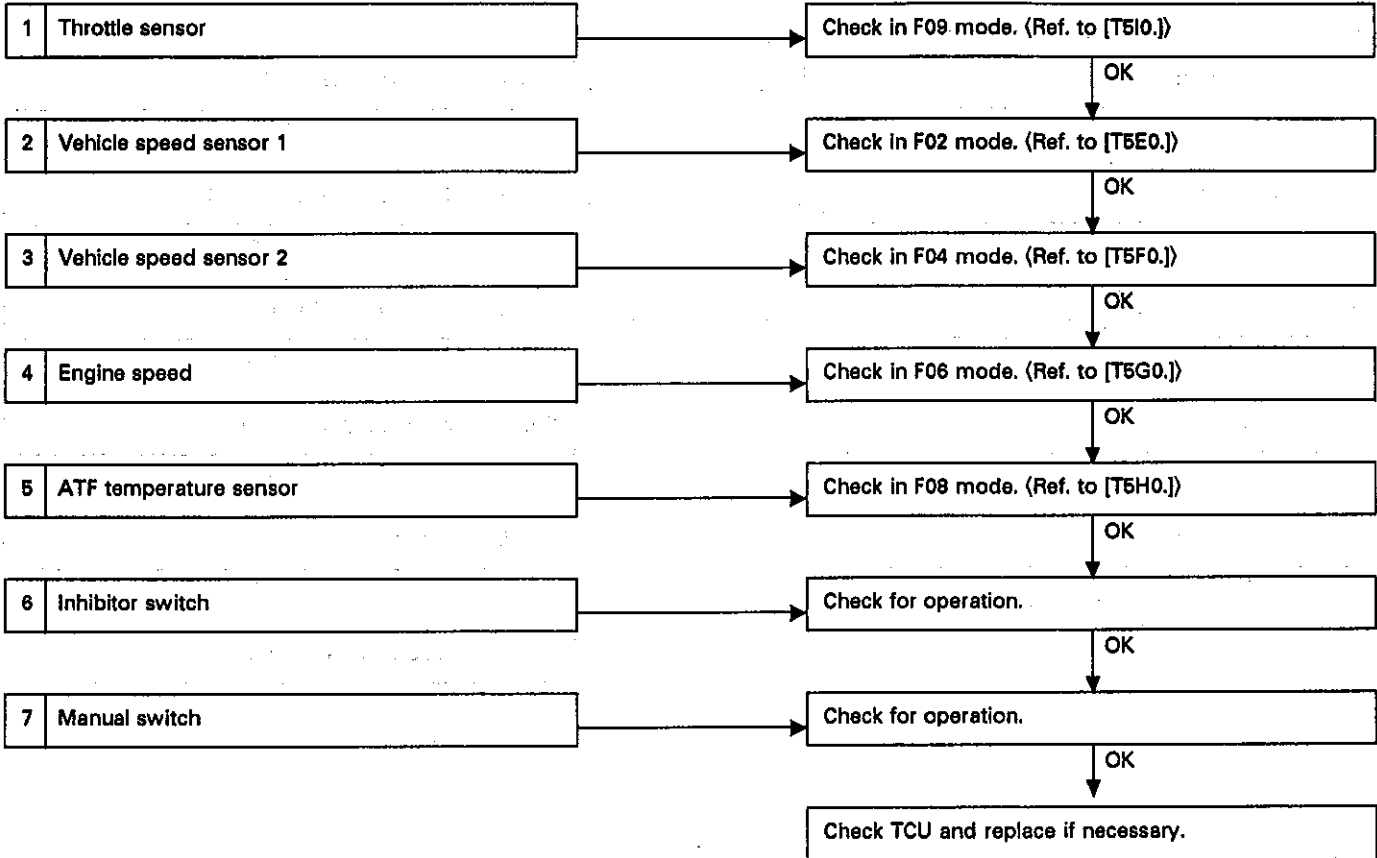 1 Throttle sensor
Check in F09 mode. ⟨Ref. to [T5I0.]⟩
OK
2 Vehicle speed sensor 1
Check in F02 mode. ⟨Ref. to [T5E0.]⟩
OK
3 Vehicle speed sensor 2
Check in F04 mode. ⟨Ref. to [T5F0.]⟩
OK
4 Engine speed
Check in F06 mode. ⟨Ref. to [T5G0.]⟩
OK
5 ATF temperature sensor
Check in F08 mode. ⟨Ref. to [T5H0.]⟩
OK
6 Inhibitor switch
Check for operation.
OK
7 Manual switch
Check for operation.
OK
Check TCU and replace if necessary.